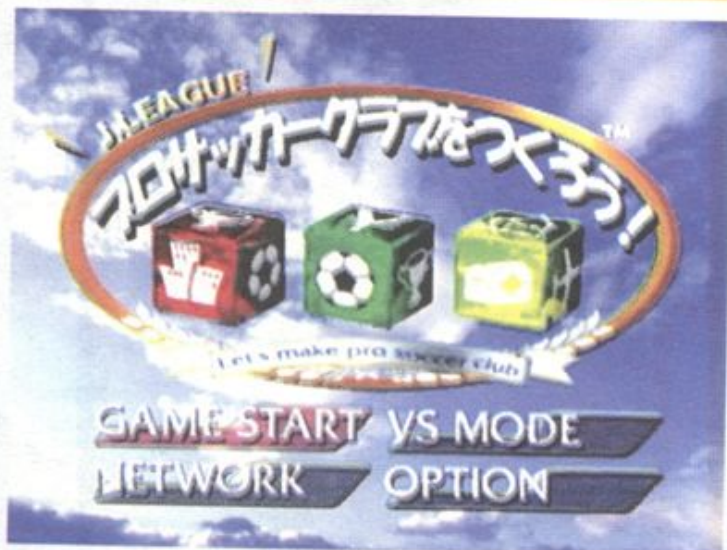 J.LEAGUE
プロサッカークラブをつくろう!
TM
Let's make pro soccer club
GAME START
VS MODE
NETWORK
OPTION